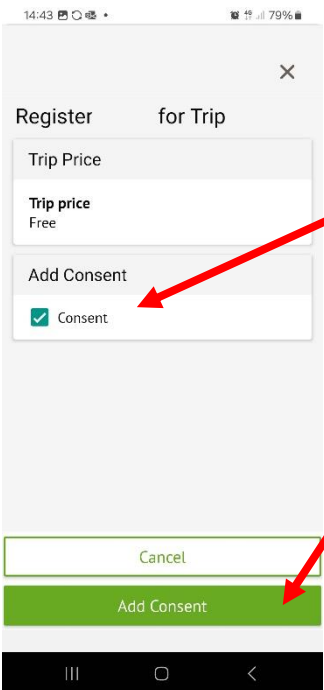 14:43 79%
Register for Trip
Trip Price
Trip price
Free
Add Consent
Consent
Cancel
Add Consent